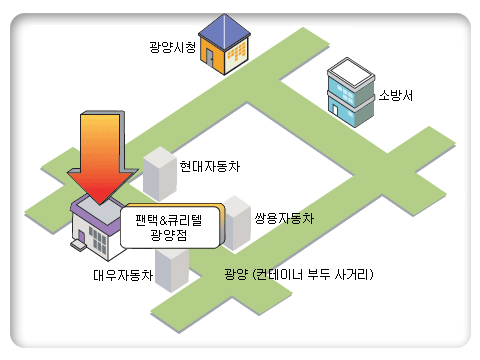 광양시청
소방서
현대자동차
팬택&큐리텔
광양점
쌍용자동차
대우자동차
광양 (컨테이너 부두 사거리)